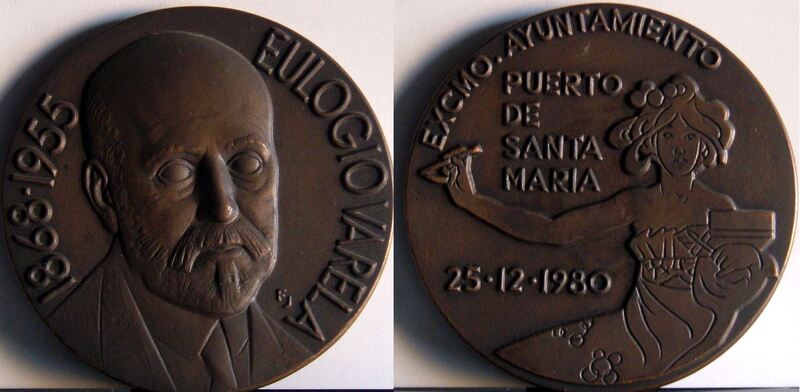 1868·1955
EULOGIO VARELA
EXCMO. AYUNTAMIENTO
PUERTO
DE
SANTA
MARIA
25·12·1980